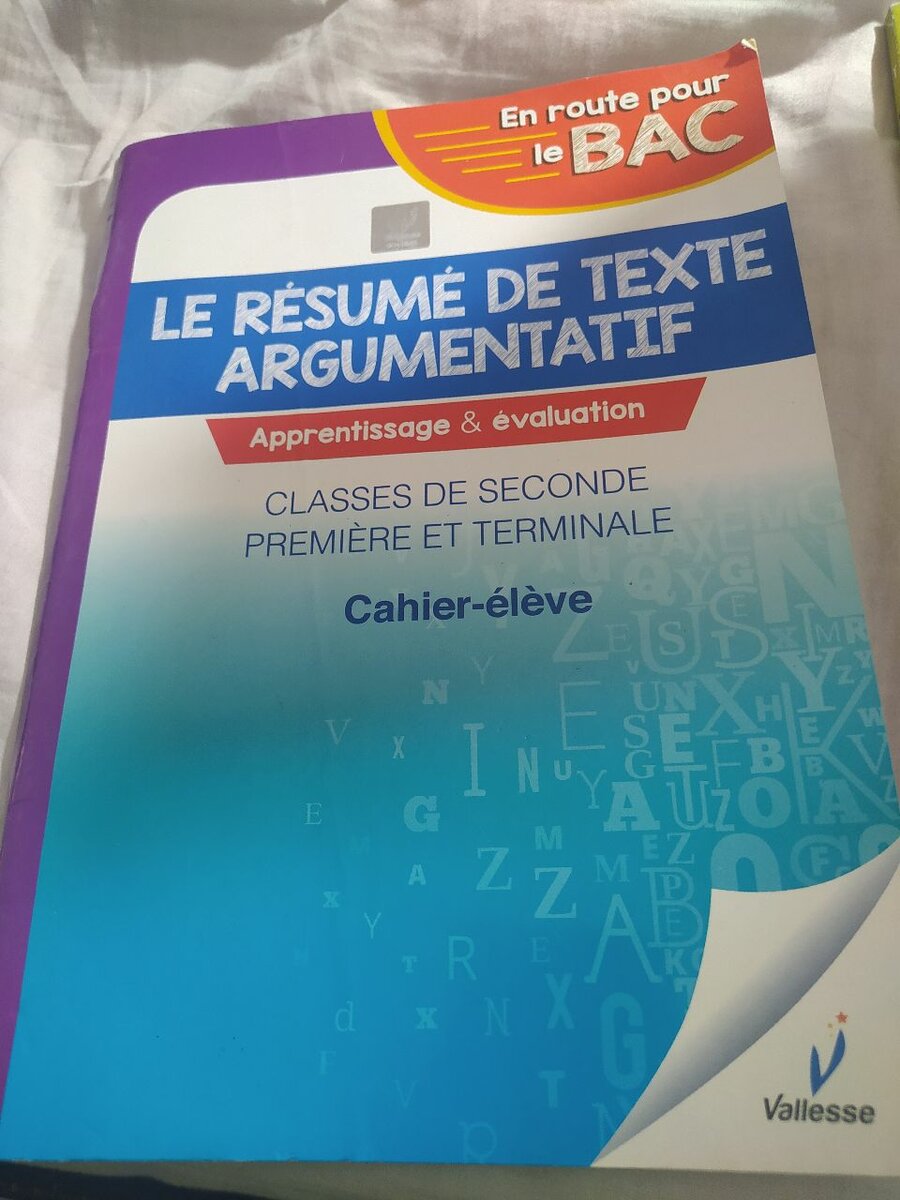 En route pour
le BAC
LE RÉSUMÉ DE TEXTE
ARGUMENTATIF
Apprentissage & évaluation
CLASSES DE SECONDE
PREMIÈRE ET TERMINALE
Cahier-élève
Vallesse